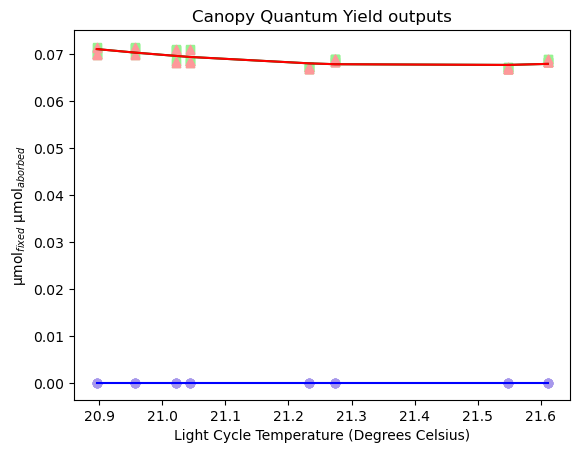 Canopy Quantum Yield outputs
0.07
0.06
0.05
0.04
0.03
0.02
0.01
0.00
µmol_fixed µmol_aborbed
20.9 21.0 21.1 21.2 21.3 21.4 21.5 21.6
Light Cycle Temperature (Degrees Celsius)